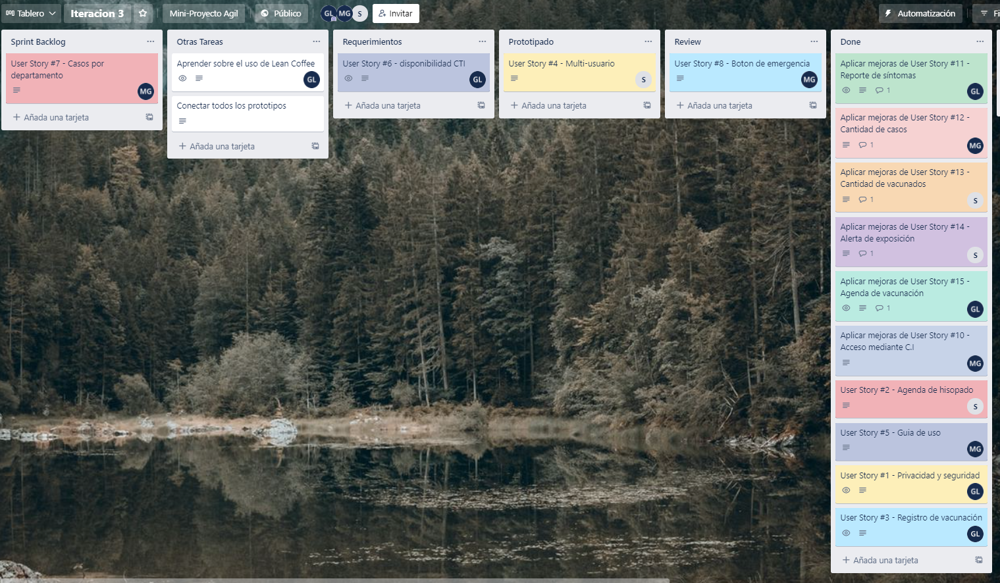 Tablero
Iteracion 3
Mini-Proyecto Agil
Público
GL
MG
S
Invitar
Automatización
Sprint Backlog
User Story #7 - Casos por
departamento
MG
Añada una tarjeta
Otras Tareas
Aprender sobre el uso de Lean Coffee
GL
Conectar todos los prototipos
Añada una tarjeta
Requerimientos
User Story #6 - disponibilidad CTI
GL
Añada una tarjeta
Prototipado
User Story #4 - Multi-usuario
S
Añada una tarjeta
Review
User Story #8 - Boton de emergencia
MG
Añada una tarjeta
Done
Aplicar mejoras de User Story #11 -
Reporte de síntomas
1
GL
Aplicar mejoras de User Story #12 -
Cantidad de casos
1
MG
Aplicar mejoras de User Story #13 -
Cantidad de vacunados
1
S
Aplicar mejoras de User Story #14 -
Alerta de exposición
1
S
Aplicar mejoras de User Story #15 -
Agenda de vacunación
1
GL
Aplicar mejoras de User Story #10 -
Acceso mediante C.I
MG
User Story #2 - Agenda de hisopado
S
User Story #5 - Guia de uso
MG
User Story #1 - Privacidad y seguridad
GL
User Story #3 - Registro de vacunación
GL
Añada una tarjeta